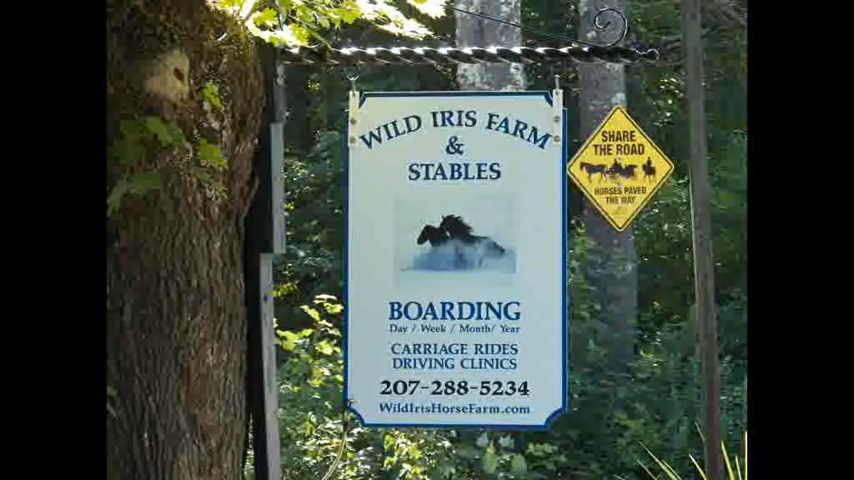 WILD IRIS FARM
&
STABLES
BOARDING
Day / Week / Month/ Year
CARRIAGE RIDES
DRIVING CLINICS
207-288-5234
WildIrisHorseFarm.com
SHARE
THE ROAD
HORSES PAVED
THE WAY